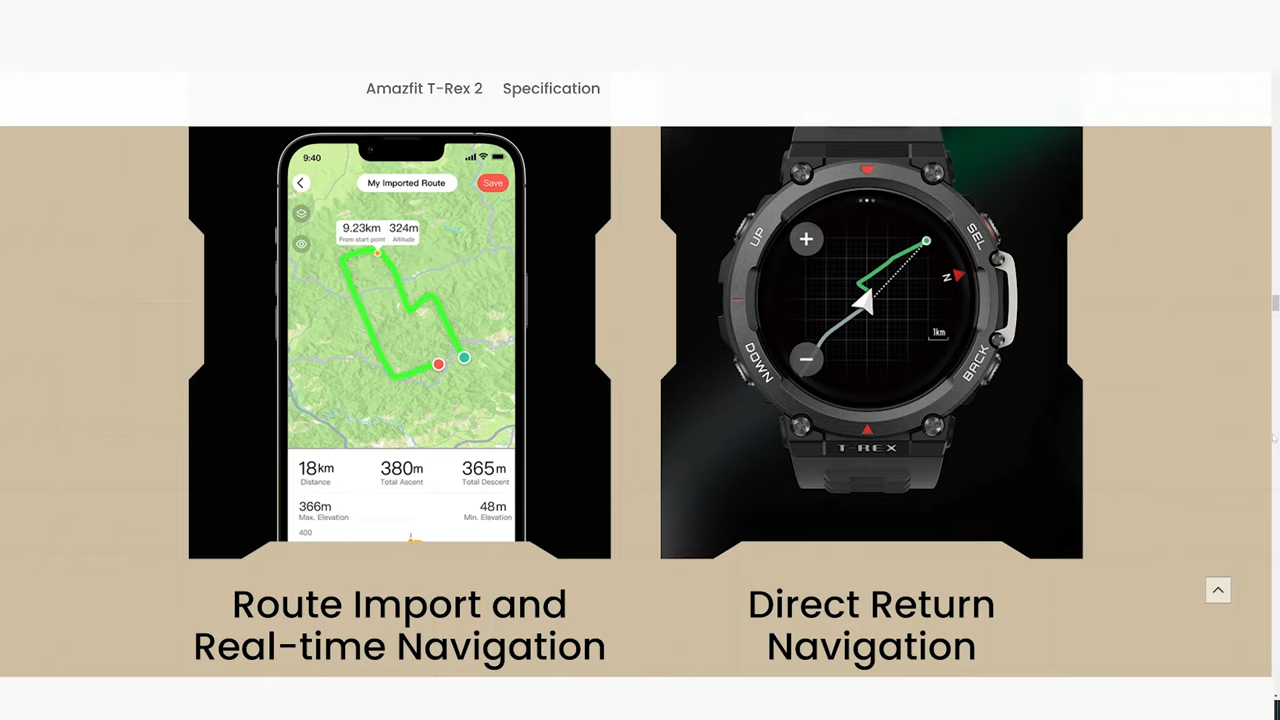 Amazfit T-Rex 2 Specification
9:40
My Imported Route
Save
9.23km 324m
From start point Altitude
18km 380m 365m
Distance Total Ascent Total Descent
366m 48m
Max. Elevation Min. Elevation
400
UP
SEL
N
1km
DOWN
BACK
T-REX
Route Import and
Real-time Navigation
Direct Return
Navigation